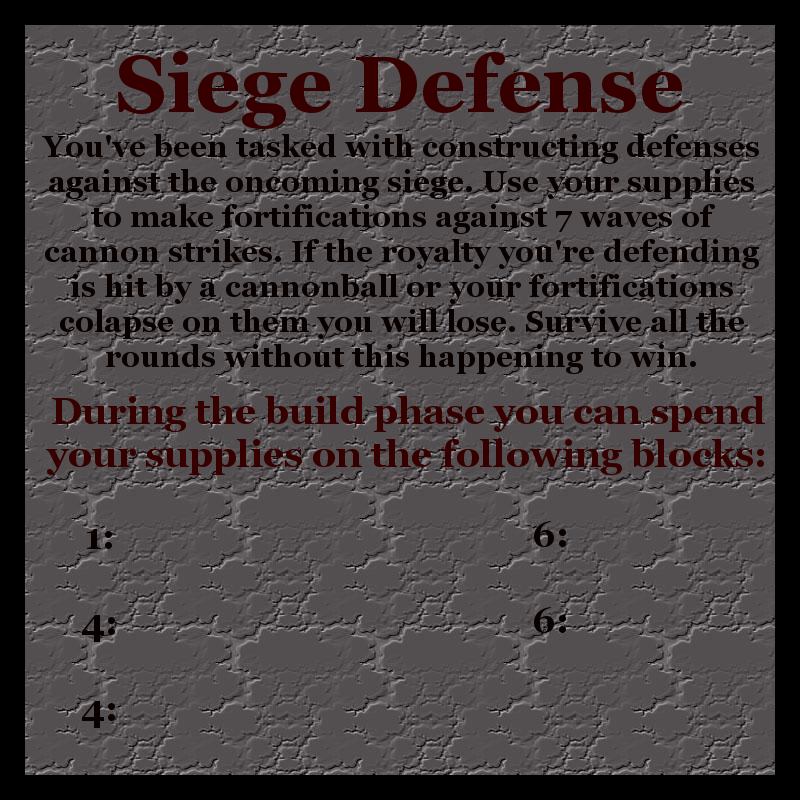 Siege Defense
You've been tasked with constructing defenses
against the oncoming siege. Use your supplies
to make fortifications against 7 waves of
cannon strikes. If the royalty you're defending
is hit by a cannonball or your fortifications
colapse on them you will lose. Survive all the
rounds without this happening to win.
During the build phase you can spend
your supplies on the following blocks:
1:
4:
4:
6:
6: